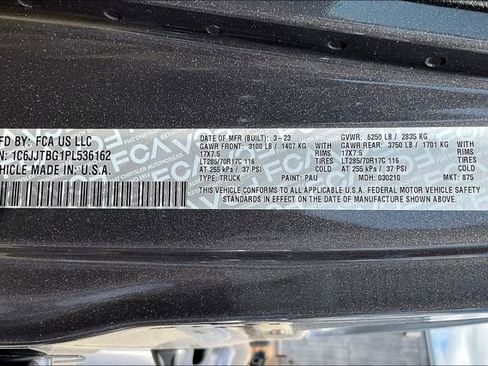 FD BY: FCA US LLC
N: 1C6JJTBG1PL536162
EHICLE MADE IN: U.S.A.
DATE OF MFR (BUILT): 3-23
GVWR: 6250 LB / 2835 KG
GAWR FRONT: 3100 LB / 1407 KG WITH
GAWR REAR: 3750 LB / 1701 KG WITH
17X7.5 RIMS
17X7.5 RIMS
LT285/70R17C 116 TIRES
LT285/70R17C 116 TIRES
AT 255 kPa / 37 PSI COLD
AT 255 kPa / 37 PSI COLD
TYPE: TRUCK PAINT: PAU MDH: 030210 MKT: 875
THIS VEHICLE CONFORMS TO ALL APPLICABLE U.S.A. FEDERAL MOTOR VEHICLE SAFETY
STANDARDS IN EFFECT ON THE DATE OF MANUFACTURE SHOWN ABOVE.